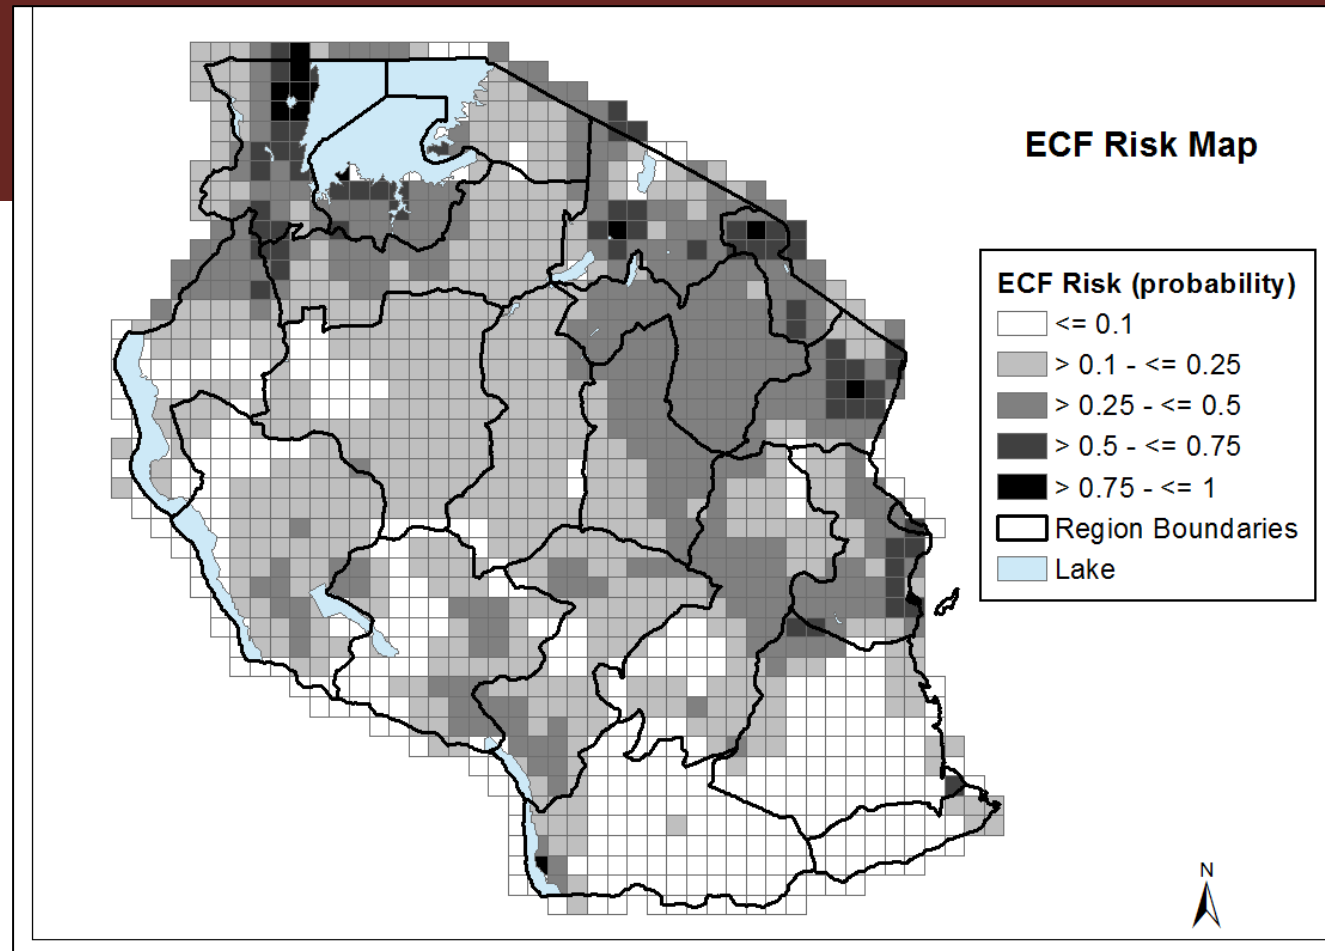 ECF Risk Map
ECF Risk (probability)
<= 0.1
> 0.1 - <= 0.25
> 0.25 - <= 0.5
> 0.5 - <= 0.75
> 0.75 - <= 1
Region Boundaries
Lake
N